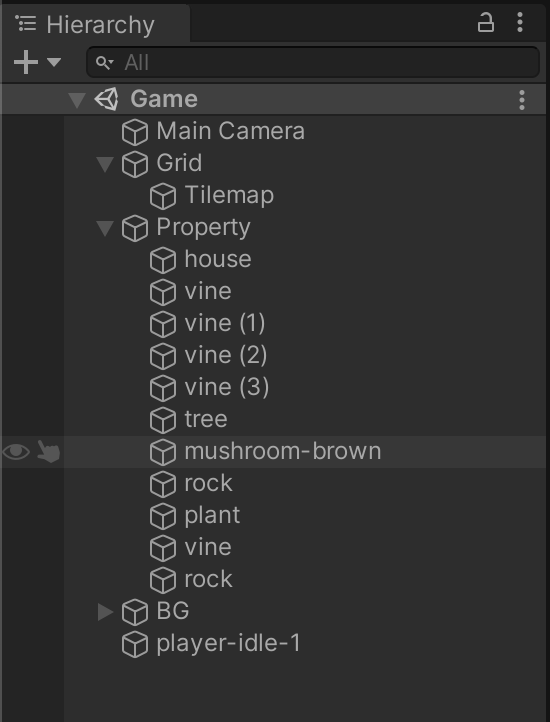 Hierarchy
All
Game
Main Camera
Grid
Tilemap
Property
house
vine
vine (1)
vine (2)
vine (3)
tree
mushroom-brown
rock
plant
vine
rock
BG
player-idle-1